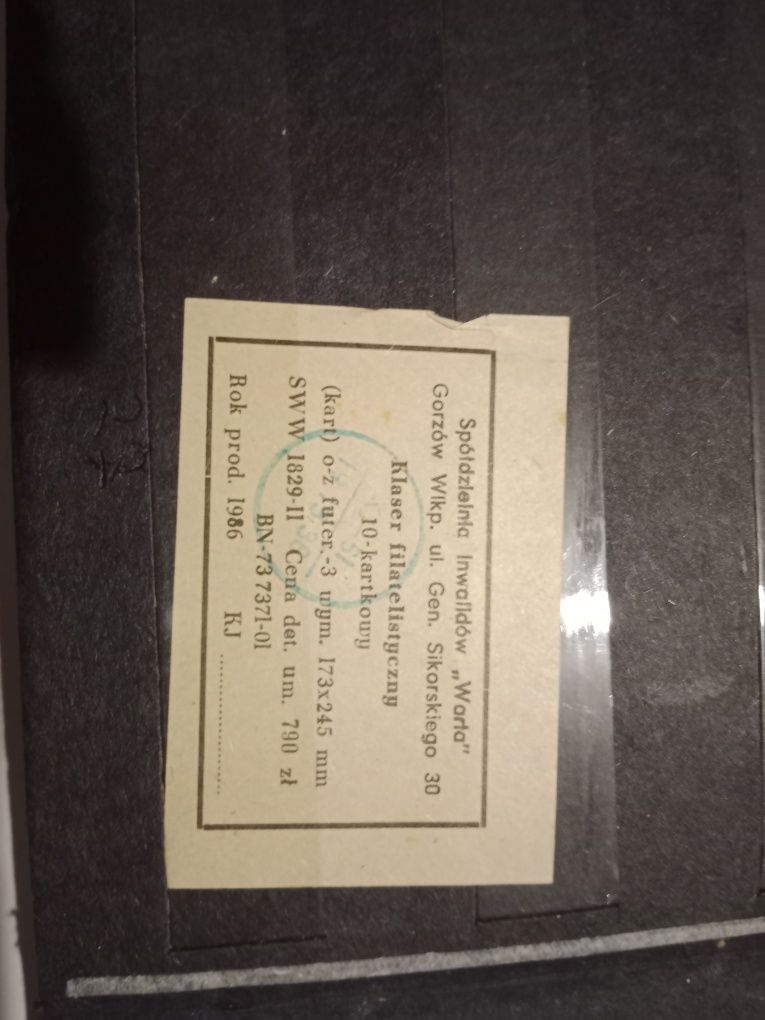 Spółdzielnia Inwalidów „Warta"
Gorzów Wlkp. ul. Gen. Sikorskiego 30
Klaser filatelistyczny
10-kartkowy
(kart) o-z futer.-3 wym. 173x245 mm
SWW 1829-11 Cena det. um. 790 zł
BN-73 7371-01
Rok prod. 1986 KJ ....................